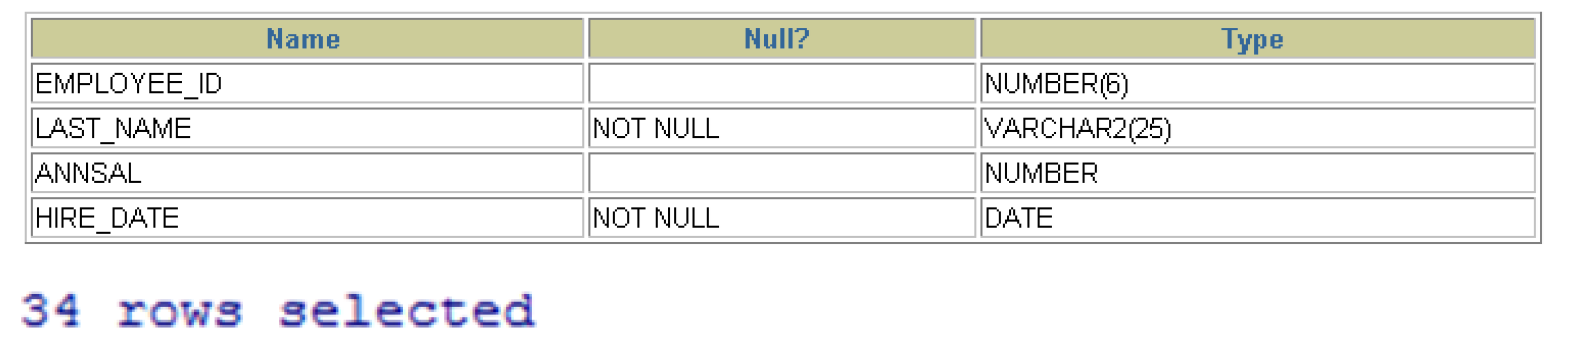 Name Null? Type
EMPLOYEE_ID NUMBER(6)
LAST_NAME NOT NULL VARCHAR2(25)
ANNSAL NUMBER
HIRE_DATE NOT NULL DATE
34 rows selected